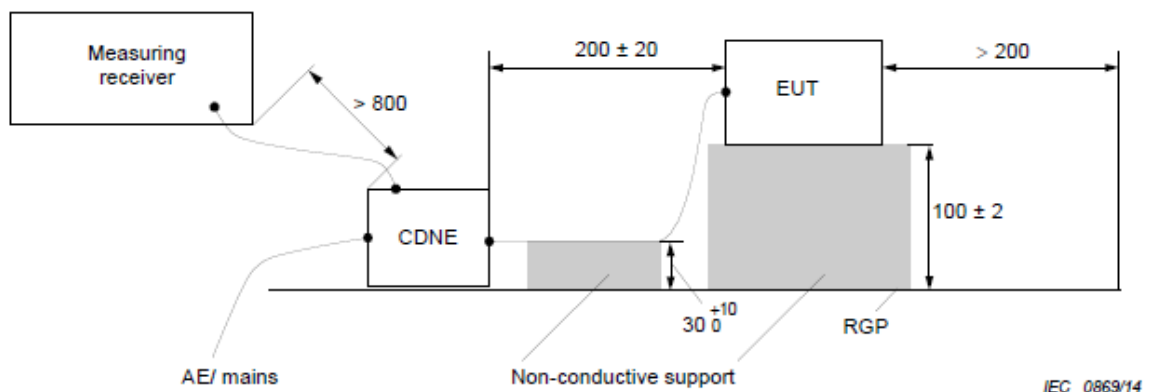 Measuring
receiver
> 800
200 ± 20
> 200
EUT
CDNE
100 ± 2
30 +10 0
RGP
AE/ mains
Non-conductive support
IEC 0869/14